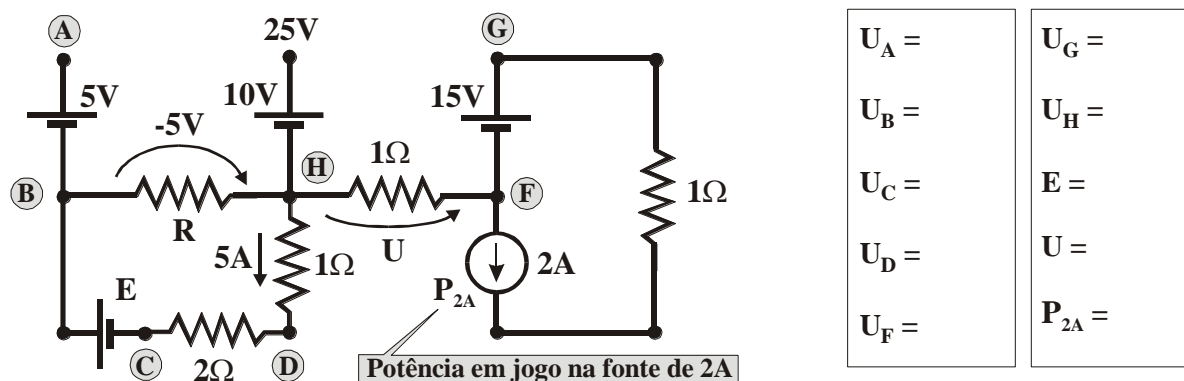 A
25V
G
5V
10V
15V
-5V
H
1Ω
B
F
1Ω
R
U
5A
1Ω
2A
E
P2A
C
2Ω
D
Potência em jogo na fonte de 2A
UA =
UB =
UC =
UD =
UF =
UG =
UH =
E =
U =
P2A =